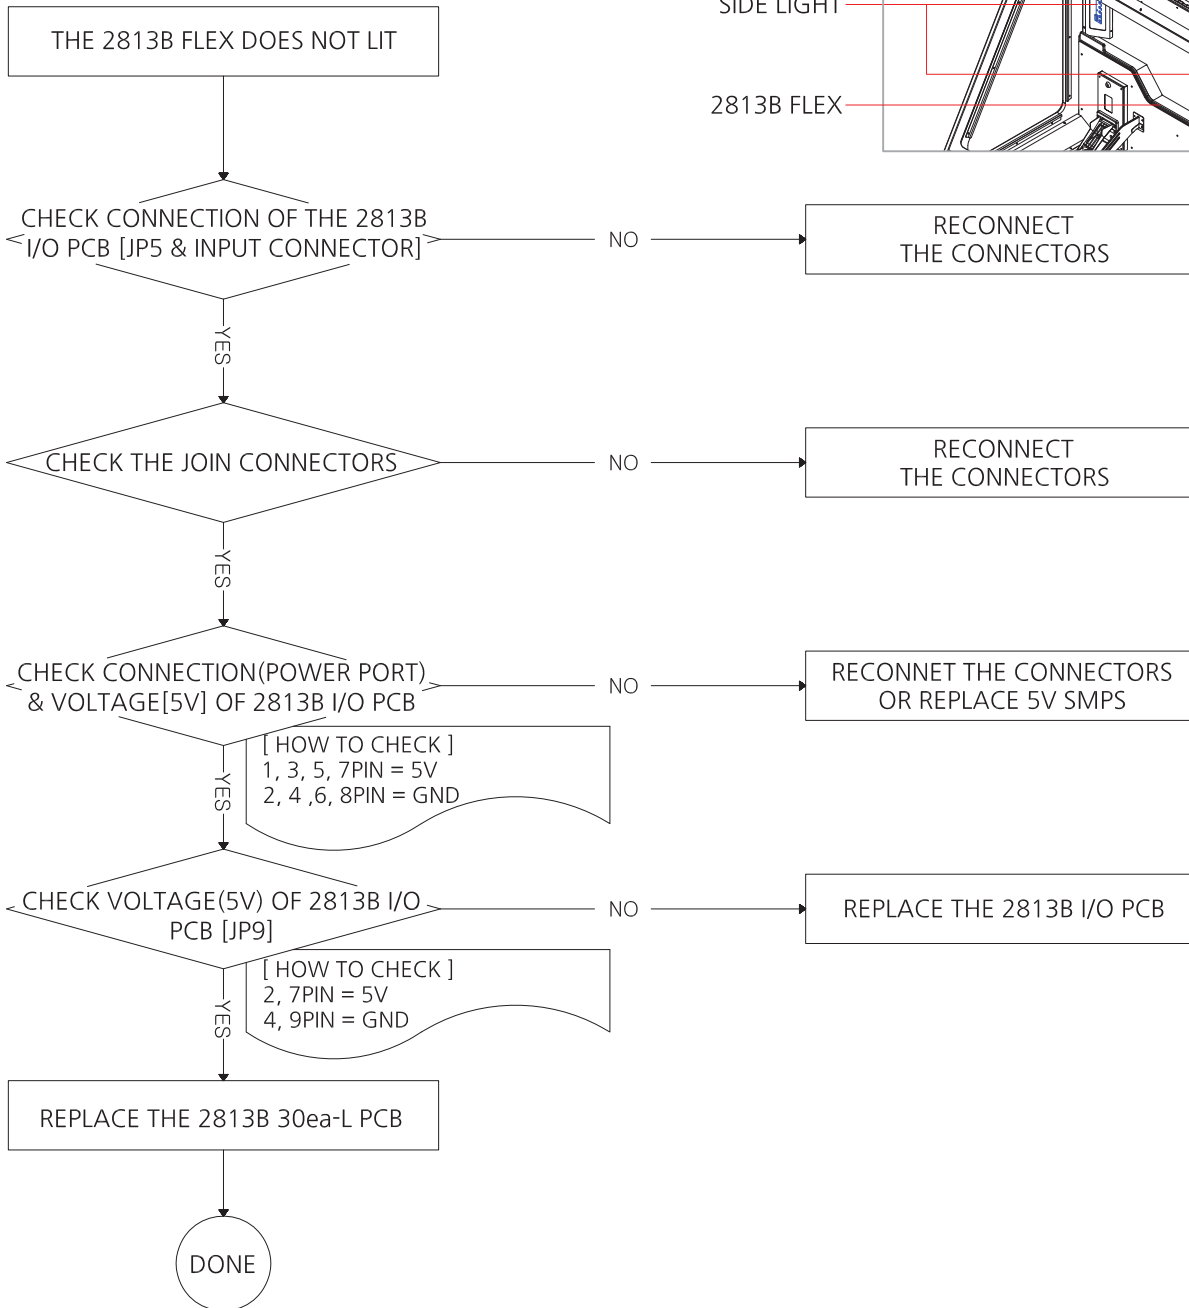 THE 2813B FLEX DOES NOT LIT
SIDE LIGHT
2813B FLEX
CHECK CONNECTION OF THE 2813B
I/O PCB [JP5 & INPUT CONNECTOR]
NO
RECONNECT
THE CONNECTORS
YES
CHECK THE JOIN CONNECTORS
NO
RECONNECT
THE CONNECTORS
YES
CHECK CONNECTION(POWER PORT)
& VOLTAGE[5V] OF 2813B I/O PCB
NO
RECONNET THE CONNECTORS
OR REPLACE 5V SMPS
[ HOW TO CHECK ]
1, 3, 5, 7PIN = 5V
2, 4 ,6, 8PIN = GND
YES
CHECK VOLTAGE(5V) OF 2813B I/O
PCB [JP9]
NO
REPLACE THE 2813B I/O PCB
[ HOW TO CHECK ]
2, 7PIN = 5V
4, 9PIN = GND
YES
REPLACE THE 2813B 30ea-L PCB
DONE